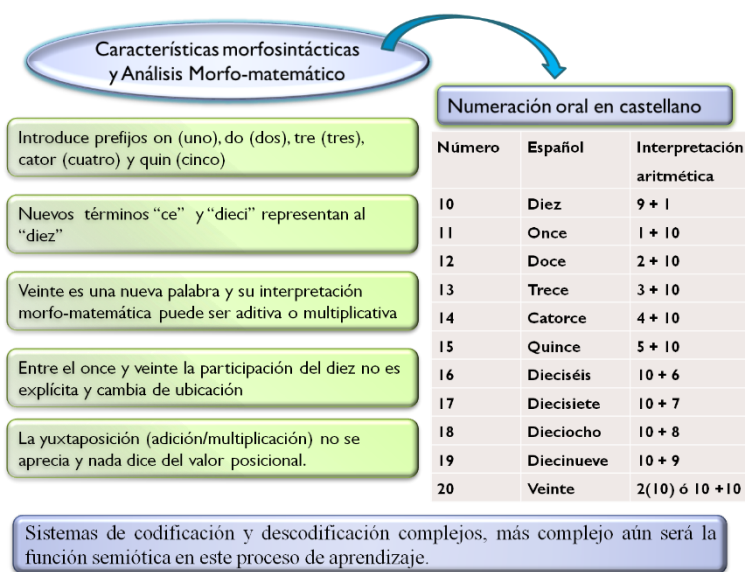 Características morfosintácticas
y Análisis Morfo-matemático
Introduce prefijos on (uno), do (dos), tre (tres),
cator (cuatro) y quin (cinco)
Nuevos términos “ce” y “dieci” representan al
“diez”
Veinte es una nueva palabra y su interpretación
morfo-matemática puede ser aditiva o multiplicativa
Entre el once y veinte la participación del diez no es
explícita y cambia de ubicación
La yuxtaposición (adición/multiplicación) no se
aprecia y nada dice del valor posicional.
Numeración oral en castellano
Número Español Interpretación
aritmética
10 Diez 9 + 1
11 Once 1 + 10
12 Doce 2 + 10
13 Trece 3 + 10
14 Catorce 4 + 10
15 Quince 5 + 10
16 Dieciséis 10 + 6
17 Diecisiete 10 + 7
18 Dieciocho 10 + 8
19 Diecinueve 10 + 9
20 Veinte 2(10) ó 10 +10
Sistemas de codificación y descodificación complejos, más complejo aún será la
función semiótica en este proceso de aprendizaje.